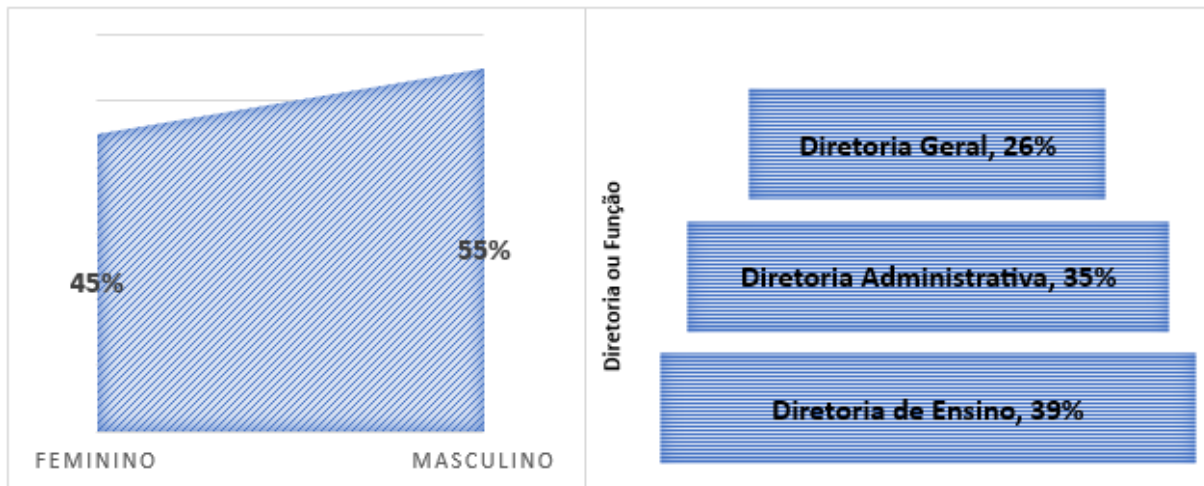 45%
55%
FEMININO
MASCULINO
Diretoria ou Função
Diretoria Geral, 26%
Diretoria Administrativa, 35%
Diretoria de Ensino, 39%